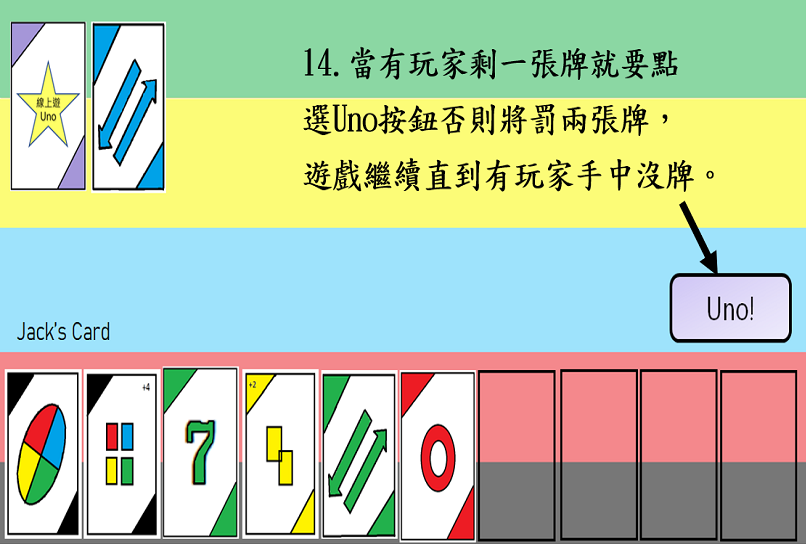 線上遊
Uno
14.當有玩家剩一張牌就要點
選Uno按鈕否則將罰兩張牌，
遊戲繼續直到有玩家手中沒牌。
Uno!
Jack's Card
+4
7
+2
0